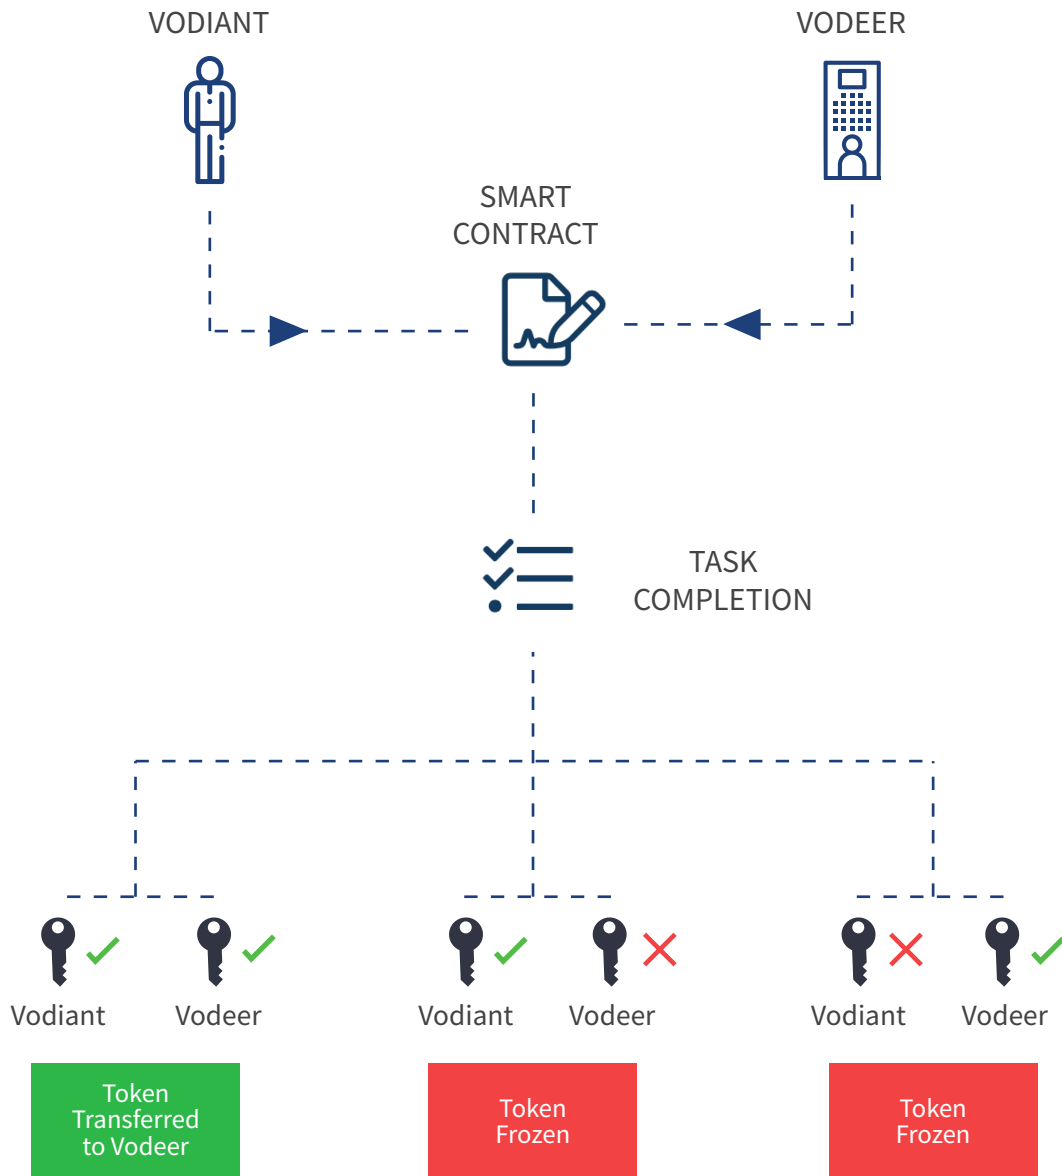 VODIANT
VODEER
SMART
CONTRACT
TASK
COMPLETION
Vodiant
Vodeer
Vodiant
Vodeer
Vodiant
Vodeer
Token
Transferred
to Vodeer
Token
Frozen
Token
Frozen